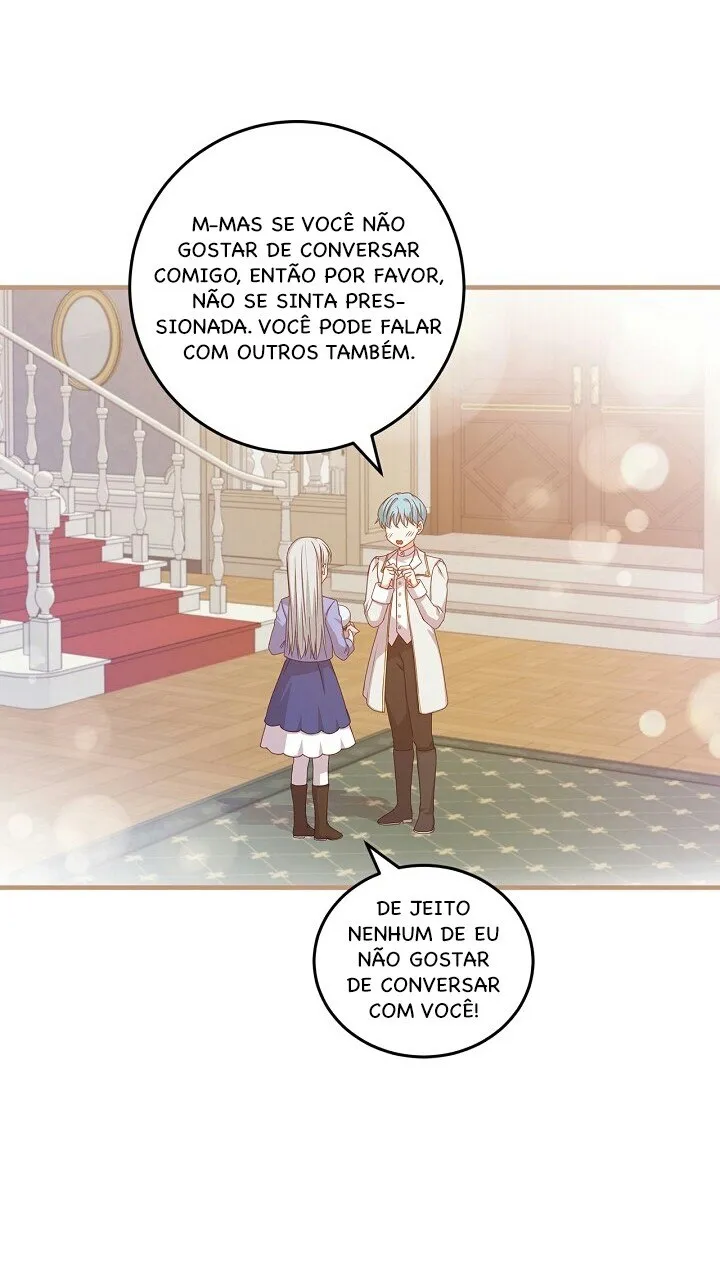 M-MAS SE VOCÊ NÃO
GOSTAR DE CONVERSAR
COMIGO, ENTÃO POR FAVOR,
NÃO SE SINTA PRES-
SIONADA. VOCÊ PODE FALAR
COM OUTROS TAMBÉM.
DE JEITO
NENHUM DE EU
NÃO GOSTAR
DE CONVERSAR
COM VOCÊ!